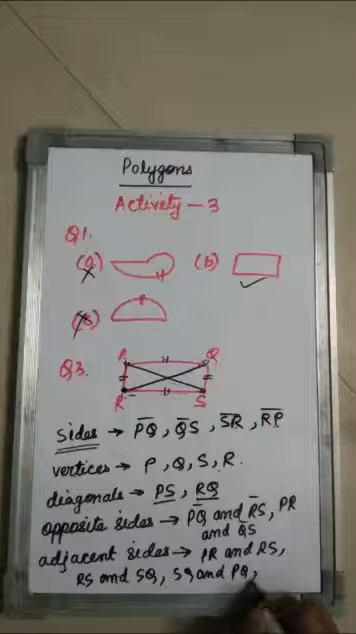 Polygons
Activety - 3
Q1.
(a) (b)
(c)
Q3. P Q
R S
sides → PQ, QS, SR, RP
vertices → P, Q, S, R.
diagonals → PS, RQ
opposite sides → PQ and RS, PR
and QS
adjacent sides → PR and RS,
RS and SQ, SQ and PQ,